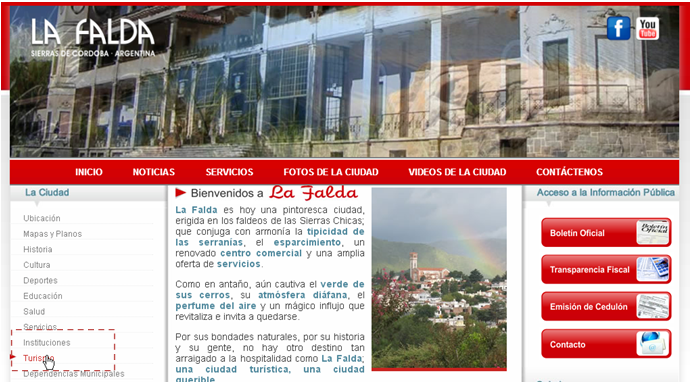 LA FALDA
SIERRAS DE CÓRDOBA - ARGENTINA
f
You Tube
INICIO NOTICIAS SERVICIOS FOTOS DE LA CIUDAD VIDEOS DE LA CIUDAD CONTÁCTENOS
La Ciudad
Ubicación
Mapas y Planos
Historia
Cultura
Deportes
Educación
Salud
Servicios
Instituciones
Turismo
Dependencias Municipales
Bienvenidos a La Falda
La Falda es hoy una pintoresca ciudad,
erigida en los faldeos de las Sierras Chicas;
que conjuga con armonía la tipicidad de
las serranías, el esparcimiento, un
renovado centro comercial y una amplia
oferta de servicios.
Como en antaño, aún cautiva el verde de
sus cerros, su atmósfera diáfana, el
perfume del aire y un mágico influjo que
revitaliza e invita a quedarse.
Por sus bondades naturales, por su historia
y su gente, no hay otro destino tan
arraigado a la hospitalidad como La Falda;
una ciudad turística, una ciudad
querible.
Acceso a la Información Pública
Boletín Oficial
Boletín Oficial
Transparencia Fiscal
Emisión de Cedulón
Contacto